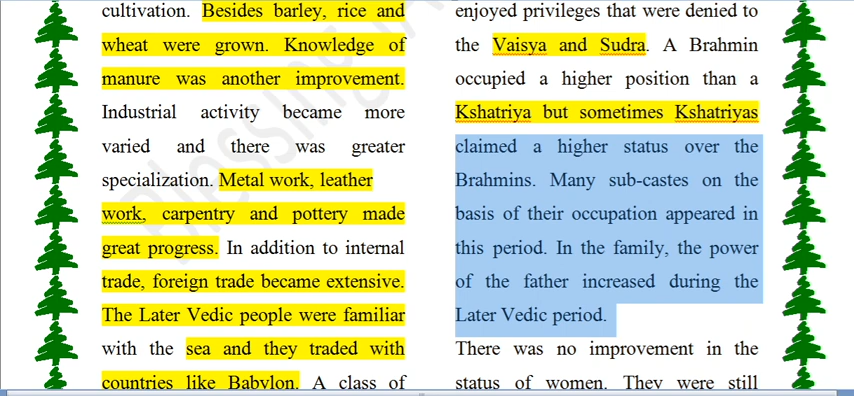 cultivation. Besides barley, rice and
wheat were grown. Knowledge of
manure was another improvement.
Industrial activity became more
varied and there was greater
specialization. Metal work, leather
work, carpentry and pottery made
great progress. In addition to internal
trade, foreign trade became extensive.
The Later Vedic people were familiar
with the sea and they traded with
countries like Babylon. A class of
enjoyed privileges that were denied to
the Vaisya and Sudra. A Brahmin
occupied a higher position than a
Kshatriya but sometimes Kshatriyas
claimed a higher status over the
Brahmins. Many sub-castes on the
basis of their occupation appeared in
this period. In the family, the power
of the father increased during the
Later Vedic period.
There was no improvement in the
status of women. They were still
Blessing